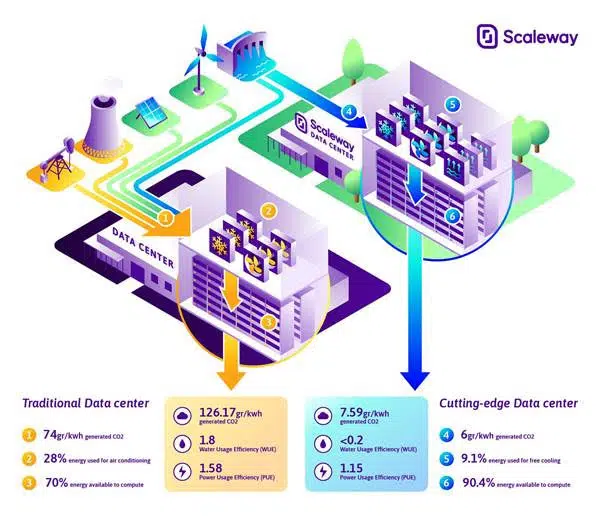 Scaleway
4
5
Scaleway
DATA CENTER
6
1
2
DATA CENTER
3
Traditional Data center
1 74gr/kwh generated CO2
2 28% energy used for air conditioning
3 70% energy available to compute
126.17gr/kwh
generated CO2
1.8
Water Usage Efficiency (WUE)
1.58
Power Usage Efficiency (PUE)
7.59gr/kwh
generated CO2
<0.2
Water Usage Efficiency (WUE)
1.15
Power Usage Efficiency (PUE)
Cutting-edge Data center
4 6gr/kwh generated CO2
5 9.1% energy used for free cooling
6 90.4% energy available to compute